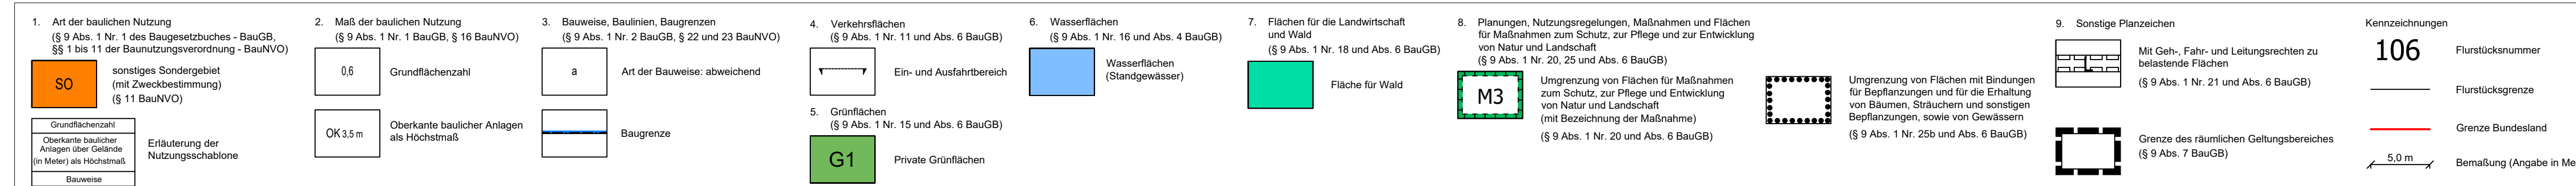 1. Art der baulichen Nutzung
(§ 9 Abs. 1 Nr. 1 des Baugesetzbuches - BauGB,
§§ 1 bis 11 der Baunutzungsverordnung - BauNVO)
SO
sonstiges Sondergebiet
(mit Zweckbestimmung)
(§ 11 BauNVO)
Grundflächenzahl
Oberkante baulicher
Anlagen über Gelände
(in Meter) als Höchstmaß
Bauweise
Erläuterung der
Nutzungsschablone
2. Maß der baulichen Nutzung
(§ 9 Abs. 1 Nr. 1 BauGB, § 16 BauNVO)
0,6
Grundflächenzahl
OK 3,5 m
Oberkante baulicher Anlagen
als Höchstmaß
3. Bauweise, Baulinien, Baugrenzen
(§ 9 Abs. 1 Nr. 2 BauGB, § 22 und 23 BauNVO)
a
Art der Bauweise: abweichend
Baugrenze
4. Verkehrsflächen
(§ 9 Abs. 1 Nr. 11 und Abs. 6 BauGB)
Ein- und Ausfahrtbereich
5. Grünflächen
(§ 9 Abs. 1 Nr. 15 und Abs. 6 BauGB)
G1
Private Grünflächen
6. Wasserflächen
(§ 9 Abs. 1 Nr. 16 und Abs. 4 BauGB)
Wasserflächen
(Standgewässer)
7. Flächen für die Landwirtschaft
und Wald
(§ 9 Abs. 1 Nr. 18 und Abs. 6 BauGB)
Fläche für Wald
8. Planungen, Nutzungsregelungen, Maßnahmen und Flächen
für Maßnahmen zum Schutz, zur Pflege und zur Entwicklung
von Natur und Landschaft
(§ 9 Abs. 1 Nr. 20, 25 und Abs. 6 BauGB)
M3
Umgrenzung von Flächen für Maßnahmen
zum Schutz, zur Pflege und Entwicklung
von Natur und Landschaft
(mit Bezeichnung der Maßnahme)
(§ 9 Abs. 1 Nr. 20 und Abs. 6 BauGB)
Umgrenzung von Flächen mit Bindungen
für Bepflanzungen und für die Erhaltung
von Bäumen, Sträuchern und sonstigen
Bepflanzungen, sowie von Gewässern
(§ 9 Abs. 1 Nr. 25b und Abs. 6 BauGB)
9. Sonstige Planzeichen
L
Mit Geh-, Fahr- und Leitungsrechten zu
belastende Flächen
(§ 9 Abs. 1 Nr. 21 und Abs. 6 BauGB)
Grenze des räumlichen Geltungsbereiches
(§ 9 Abs. 7 BauGB)
Kennzeichnungen
106
Flurstücksnummer
Flurstücksgrenze
Grenze Bundesland
5,0 m
Bemaßung (Angabe in Me